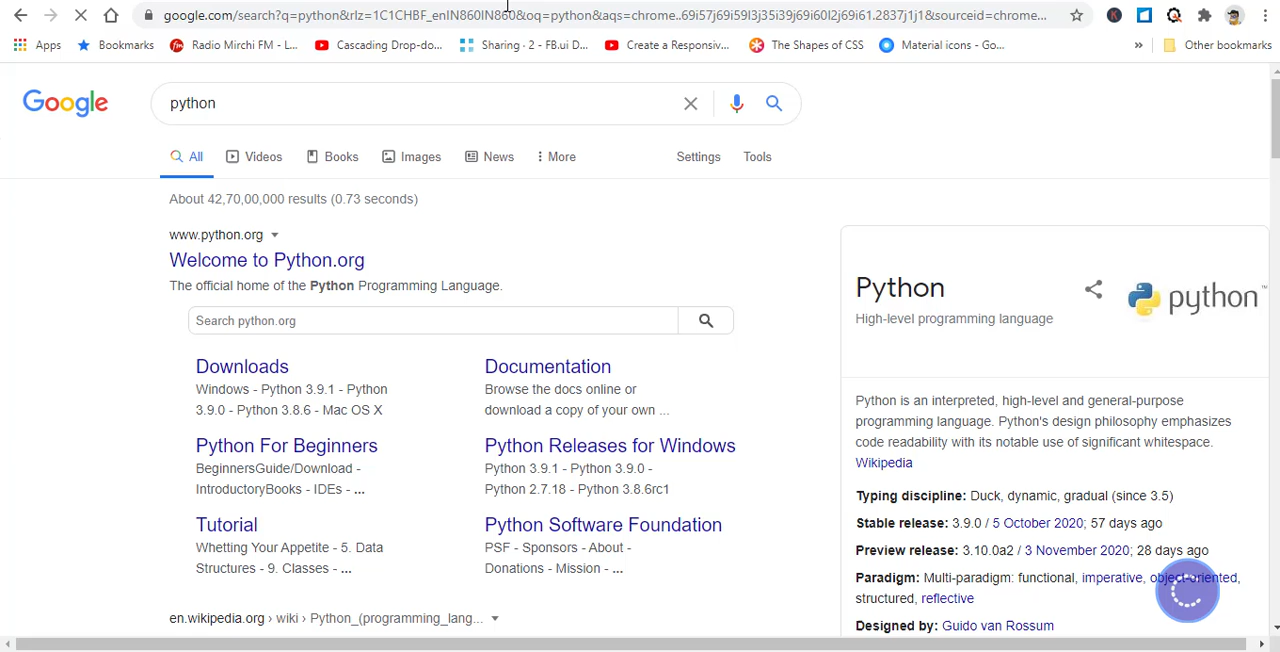 google.com/search?q=python&rlz=1C1CHBF_enIN860IN860&oq=python&aqs=chrome..69i57j69i59l3j35i39j69i60l2j69i61.2837j1j1&sourceid=chrome...
Apps Bookmarks Radio Mirchi FM - L... Cascading Drop-do... Sharing · 2 - FB.ui D... Create a Responsiv... The Shapes of CSS Material icons - Go... » Other bookmarks
Google python
All Videos Books Images News More Settings Tools
About 42,70,00,000 results (0.73 seconds)
www.python.org
Welcome to Python.org
The official home of the Python Programming Language.
Search python.org
Downloads
Windows - Python 3.9.1 - Python
3.9.0 - Python 3.8.6 - Mac OS X
Documentation
Browse the docs online or
download a copy of your own ...
Python For Beginners
BeginnersGuide/Download -
IntroductoryBooks - IDEs - ...
Python Releases for Windows
Python 3.9.1 - Python 3.9.0 -
Python 2.7.18 - Python 3.8.6rc1
Tutorial
Whetting Your Appetite - 5. Data
Structures - 9. Classes - ...
Python Software Foundation
PSF - Sponsors - About -
Donations - Mission - ...
en.wikipedia.org › wiki › Python_(programming_lang...
Python
High-level programming language
python™
Python is an interpreted, high-level and general-purpose
programming language. Python's design philosophy emphasizes
code readability with its notable use of significant whitespace.
Wikipedia
Typing discipline: Duck, dynamic, gradual (since 3.5)
Stable release: 3.9.0 / 5 October 2020; 57 days ago
Preview release: 3.10.0a2 / 3 November 2020; 28 days ago
Paradigm: Multi-paradigm: functional, imperative, object-oriented,
structured, reflective
Designed by: Guido van Rossum